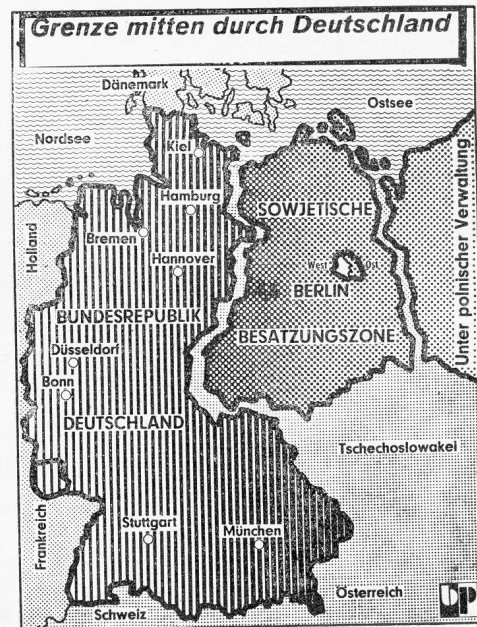 Grenze mitten durch Deutschland
Dänemark
Ostsee
Nordsee
Kiel
Hamburg
SOWJETISCHE
Bremen
Holland
West Ost
Hannover
BERLIN
Unter polnischer Verwaltung
BUNDESREPUBLIK
BESATZUNGSZONE
Düsseldorf
Bonn
DEUTSCHLAND
Tschechoslowakei
Frankreich
Stuttgart
München
Österreich
Schweiz